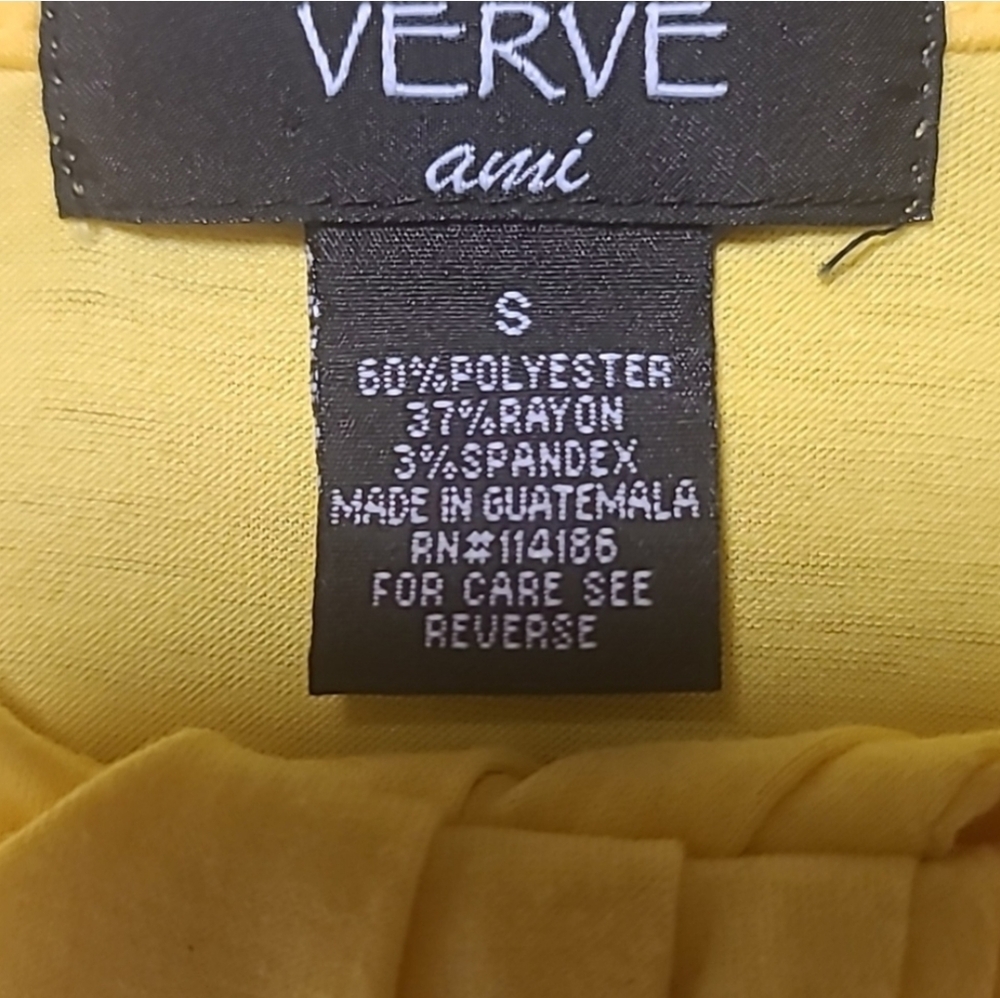 VERVE
ami
S
60%POLYESTER
37%RAYON
3%SPANDEX
MADE IN GUATEMALA
RN#114186
FOR CARE SEE
REVERSE